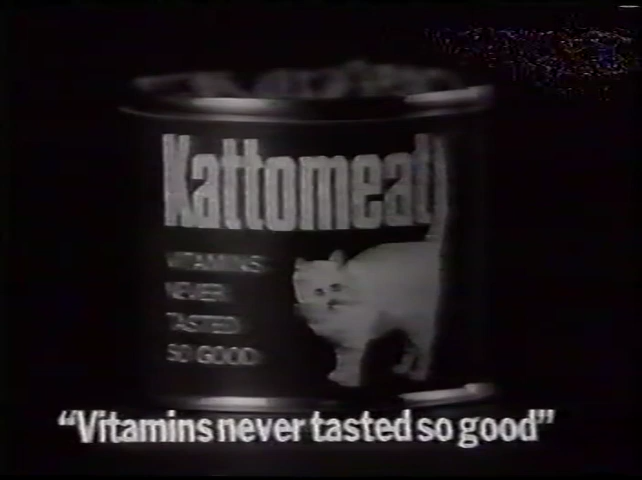 Kattomeat
VITAMINS
NEVER
TASTED
SO GOOD
“Vitamins never tasted so good”